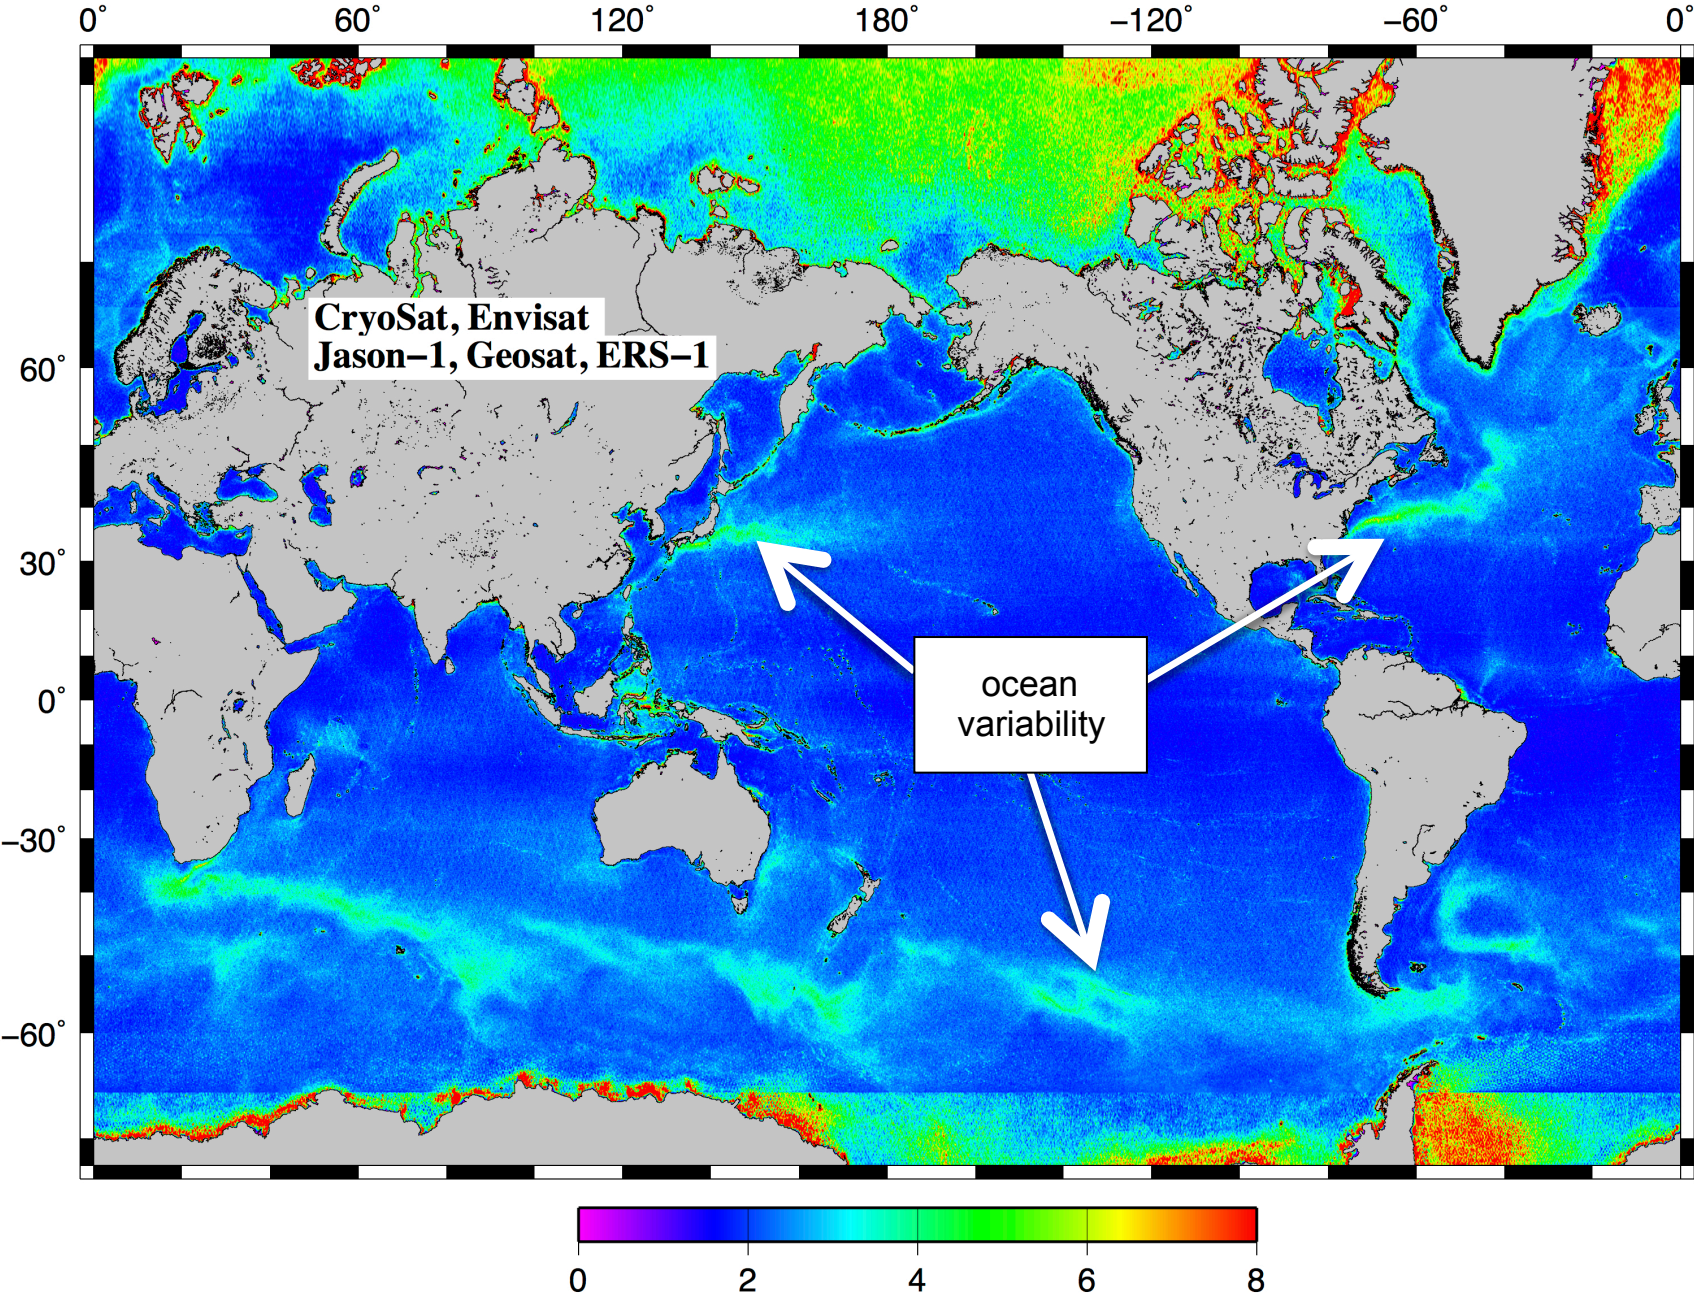 0° 60° 120° 180° −120° −60° 0°
CryoSat, Envisat
Jason−1, Geosat, ERS−1
60°
30°
0°
−30°
−60°
ocean
variability
0 2 4 6 8